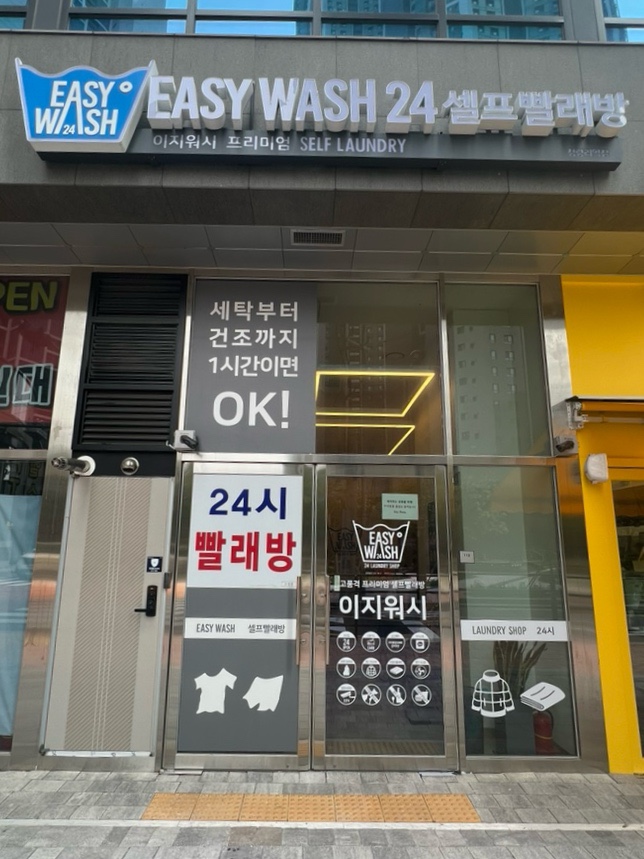 EASY
WASH
24
EASY WASH 24 셀프빨래방
이지워시 프리미엄 SELF LAUNDRY
PEN
세탁부터
건조까지
1시간이면
OK!
24시
빨래방
EASY
WASH
24 LAUNDRY SHOP
고품격 프리미엄 셀프빨래방
이지워시
EASY WASH 셀프빨래방
LAUNDRY SHOP 24시